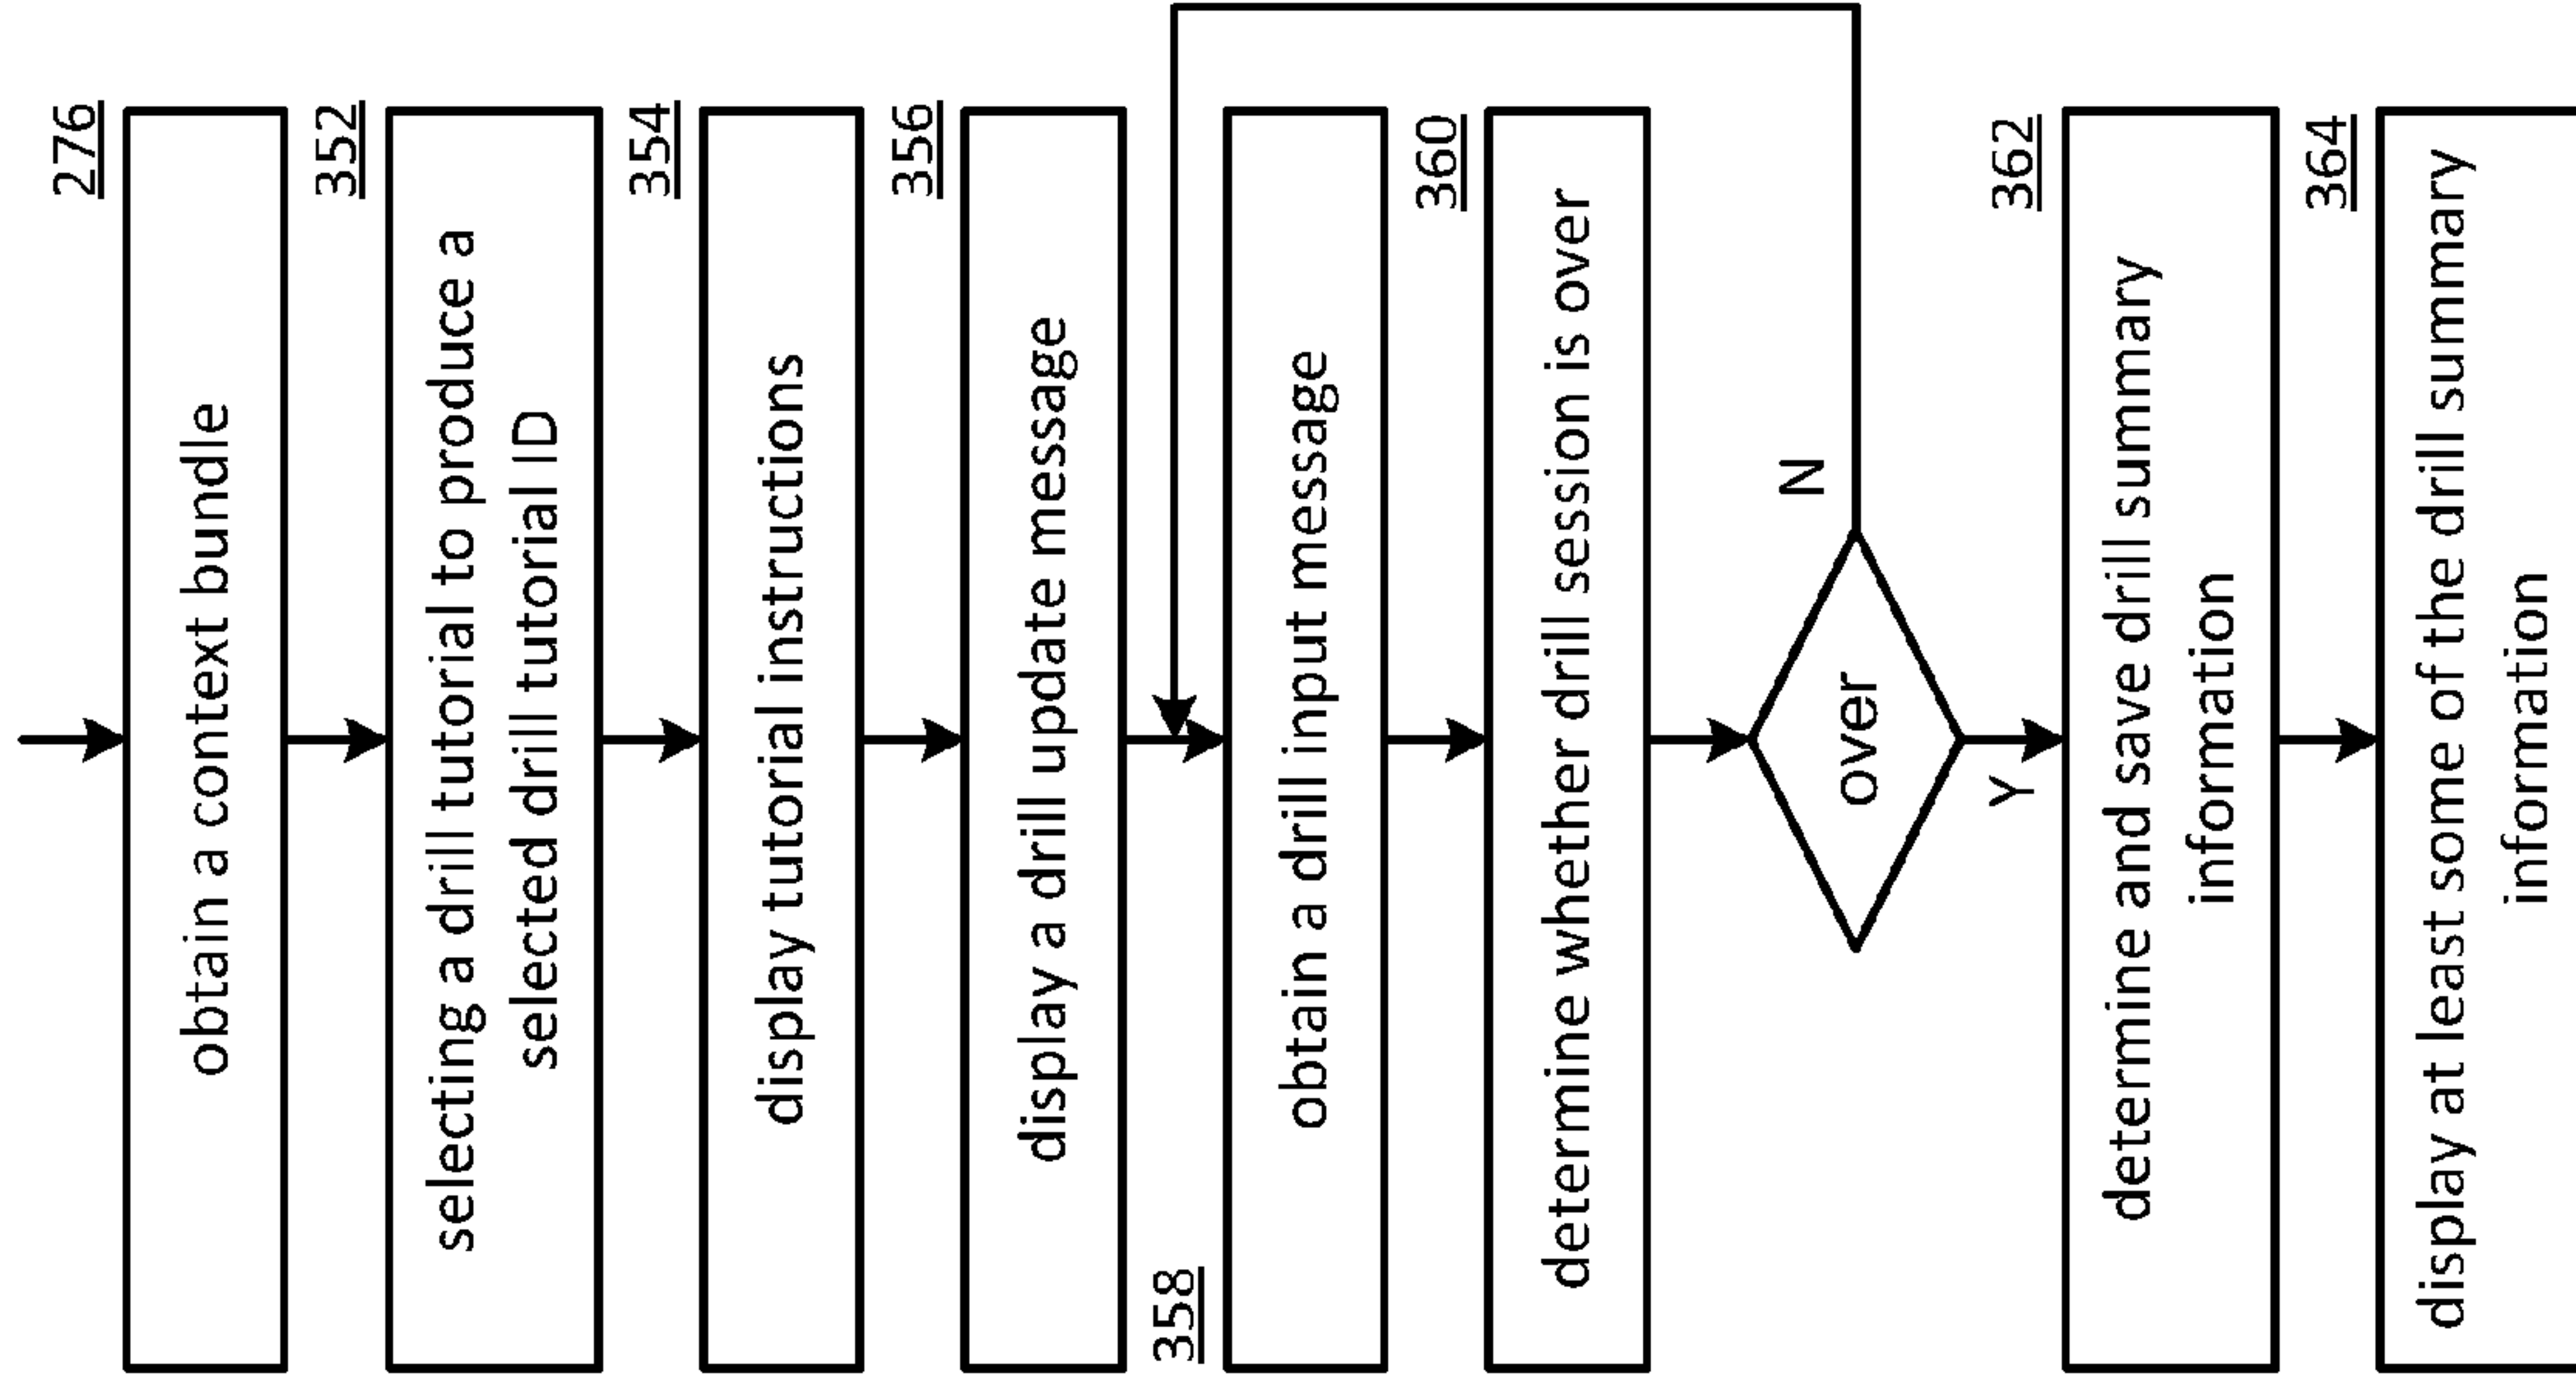 276
obtain a context bundle
352
selecting a drill tutorial to produce a
selected drill tutorial ID
354
display tutorial instructions
356
display a drill update message
358
obtain a drill input message
360
determine whether drill session is over
over
N
Y
362
determine and save drill summary
information
364
display at least some of the drill summary
information